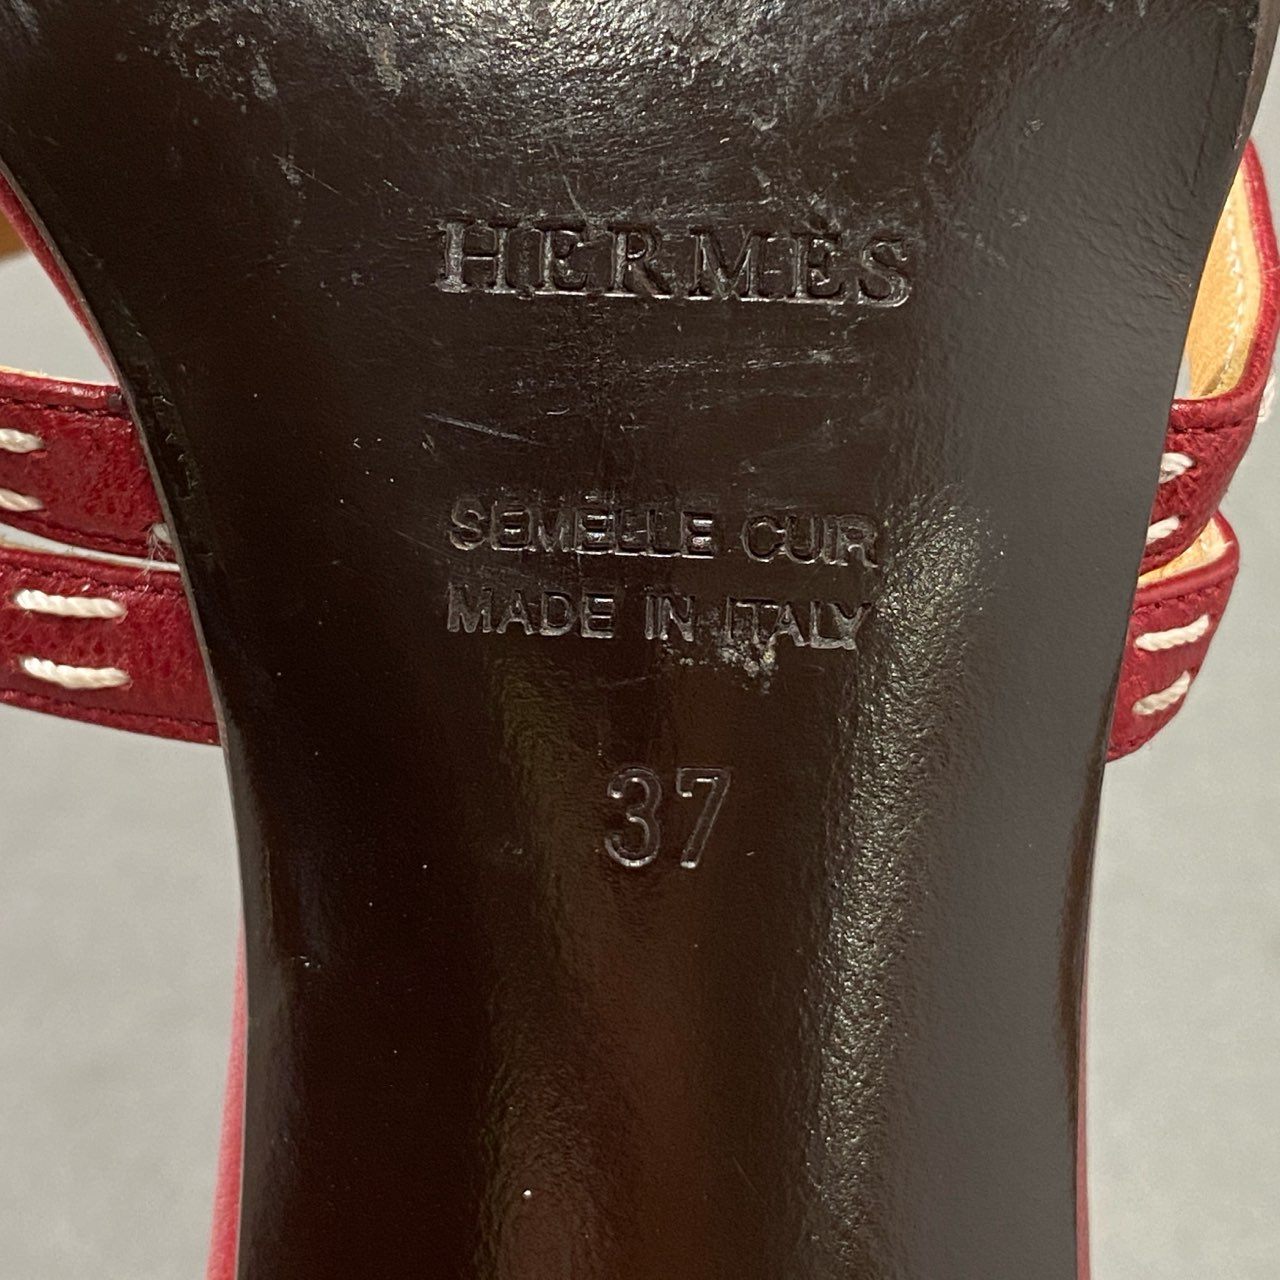 HERMÈS
SEMELLE CUIR
MADE IN ITALY
37